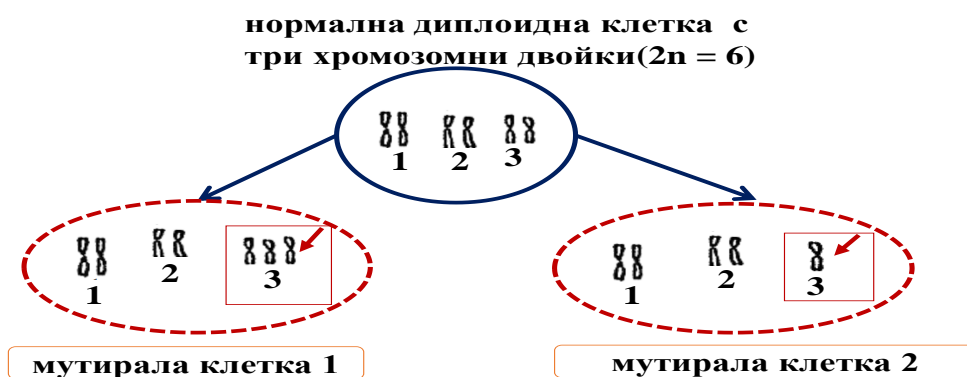 нормална диплоидна клетка с
три хромозомни двойки(2n = 6)
1 2 3
1 2 3
1 2 3
мутирала клетка 1
мутирала клетка 2